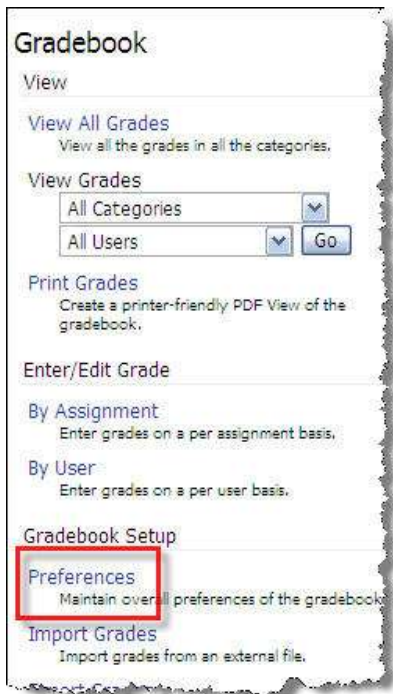 Gradebook
View
View All Grades
View all the grades in all the categories.
View Grades
All Categories
All Users Go
Print Grades
Create a printer-friendly PDF View of the
gradebook.
Enter/Edit Grade
By Assignment
Enter grades on a per assignment basis.
By User
Enter grades on a per user basis.
Gradebook Setup
Preferences
Maintain overall preferences of the gradebook
Import Grades
Import grades from an external file.